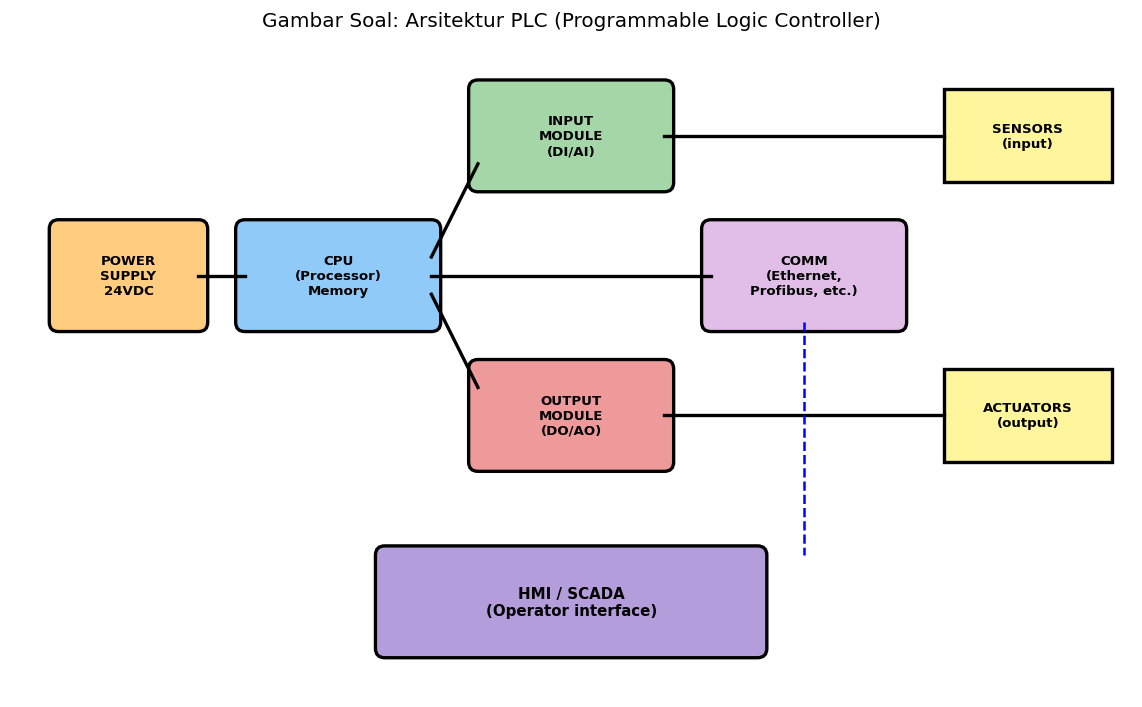 Gambar Soal: Arsitektur PLC (Programmable Logic Controller)
INPUT
MODULE
(DI/AI)
SENSORS
(input)
POWER
SUPPLY
24VDC
CPU
(Processor)
Memory
COMM
(Ethernet,
Profibus, etc.)
OUTPUT
MODULE
(DO/AO)
ACTUATORS
(output)
HMI / SCADA
(Operator interface)